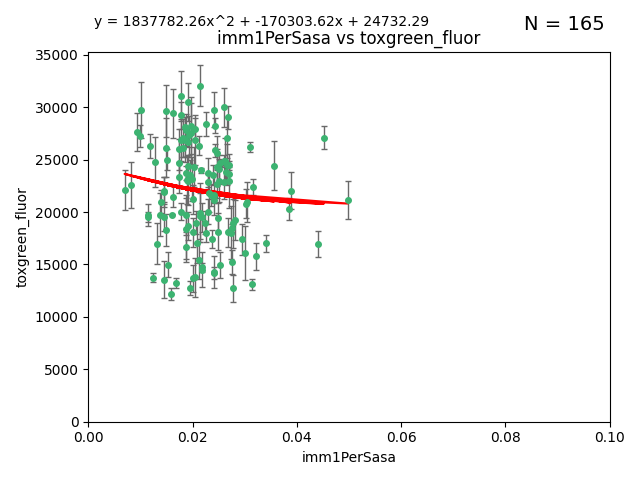 y = 1837782.26x^2 + -170303.62x + 24732.29
N = 165
imm1PerSasa vs toxgreen_fluor
35000
30000
25000
20000
15000
10000
5000
0
toxgreen_fluor
0.00 0.02 0.04 0.06 0.08 0.10
imm1PerSasa